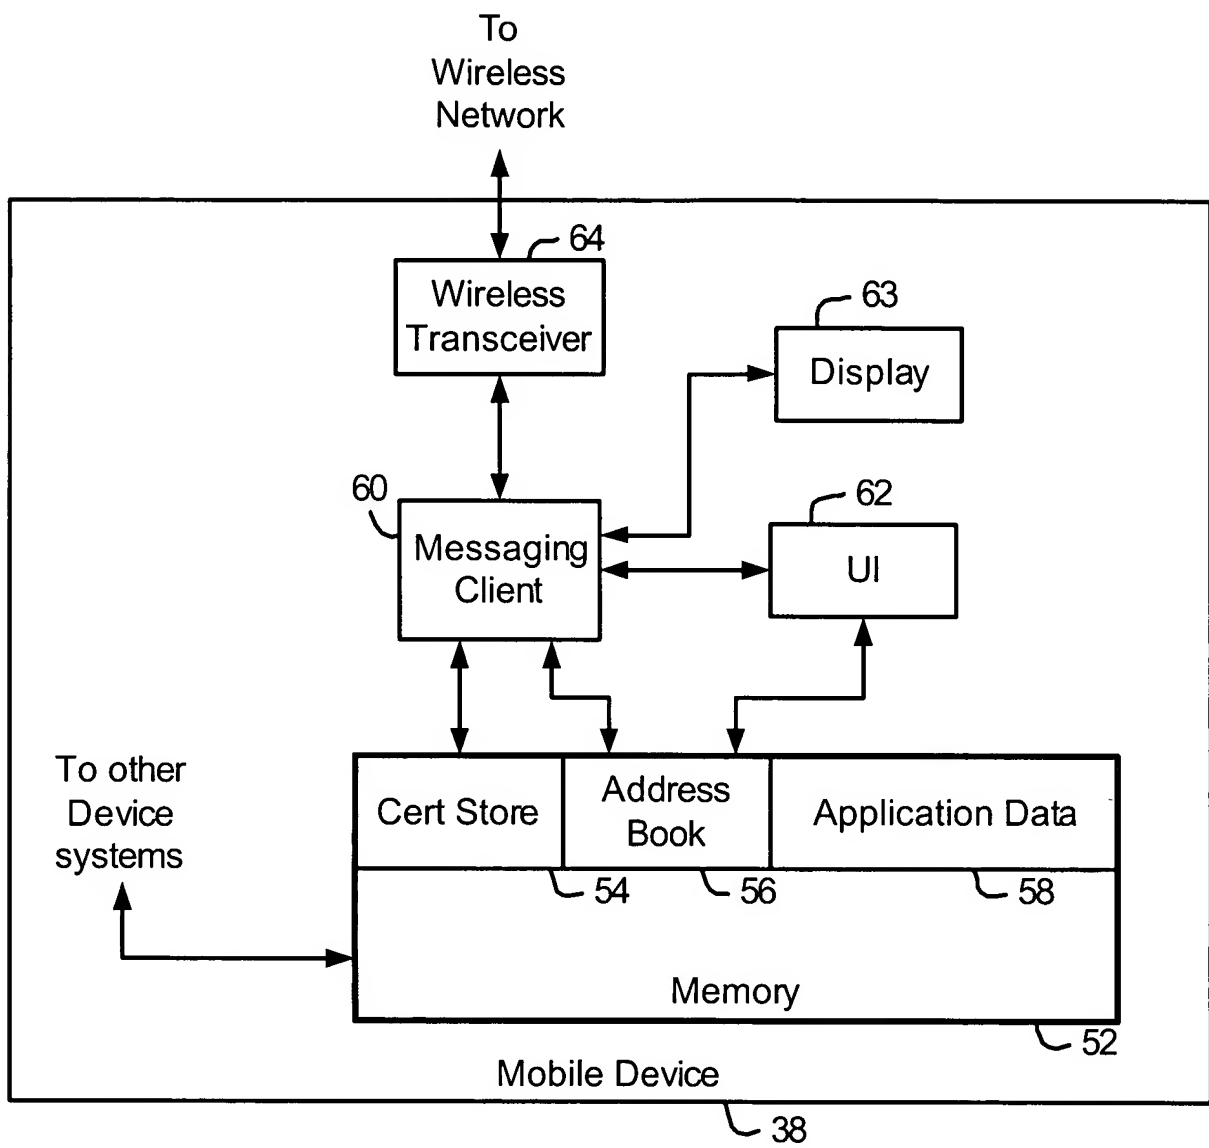 To
Wireless
Network
64
Wireless
Transceiver
63
Display
60
Messaging
Client
62
UI
To other
Device
systems
Cert Store
Address
Book
Application Data
54
56
58
Memory
52
Mobile Device
38